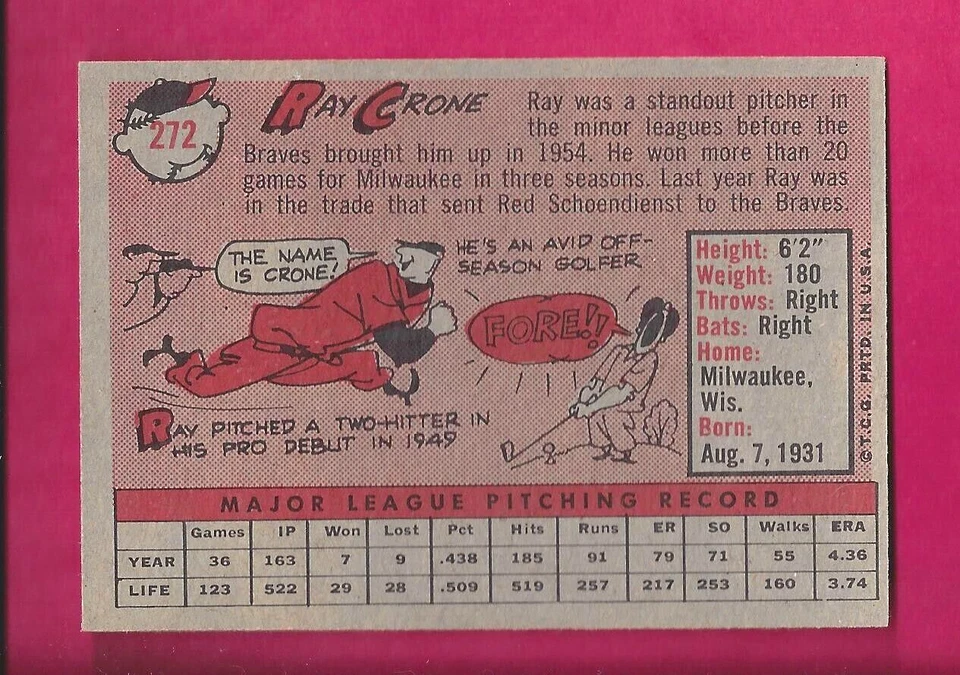 272
RAY CRONE
Ray was a standout pitcher in
the minor leagues before the
Braves brought him up in 1954. He won more than 20
games for Milwaukee in three seasons. Last year Ray was
in the trade that sent Red Schoendienst to the Braves.
THE NAME
IS CRONE!
HE'S AN AVID OFF-
SEASON GOLFER
FORE!!
RAY PITCHED A TWO-HITTER IN
HIS PRO DEBUT IN 1949
Height: 6'2"
Weight: 180
Throws: Right
Bats: Right
Home:
Milwaukee,
Wis.
Born:
Aug. 7, 1931
©T.C.G. PRTD. IN U.S.A.
MAJOR LEAGUE PITCHING RECORD
Games IP Won Lost Pct Hits Runs ER SO Walks ERA
YEAR 36 163 7 9 .438 185 91 79 71 55 4.36
LIFE 123 522 29 28 .509 519 257 217 253 160 3.74